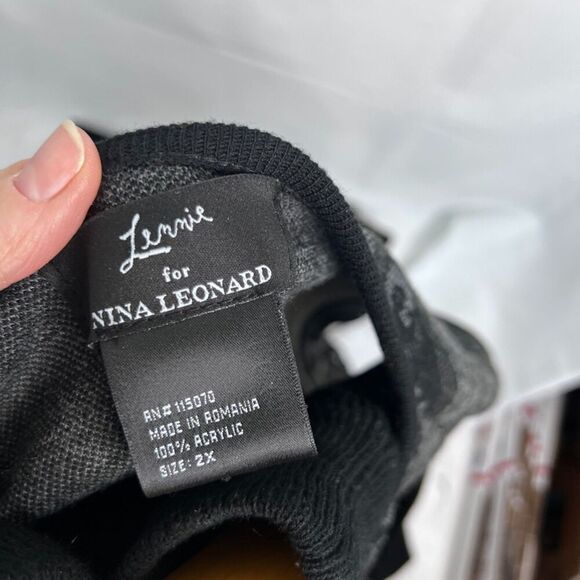 Lennie
for
NINA LEONARD
RN# 115070
MADE IN ROMANIA
100% ACRYLIC
SIZE: 2X